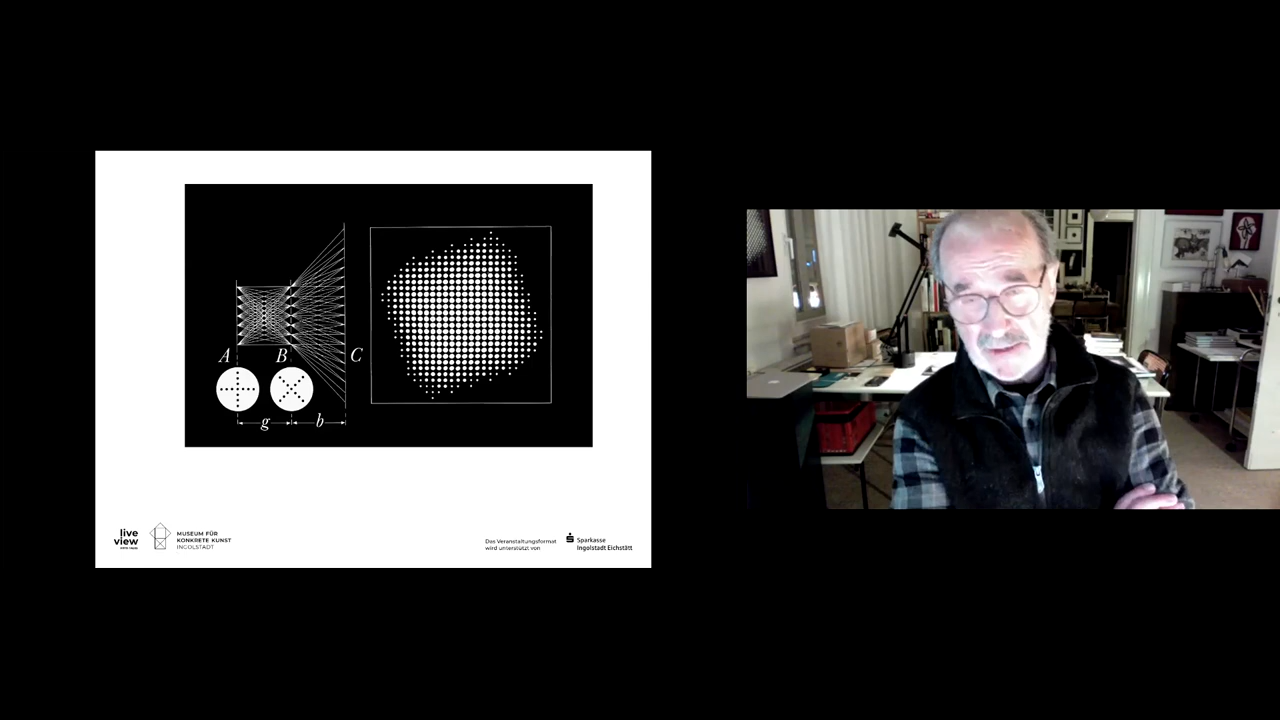 A
B
C
g
b
live
view
MUSEUM FÜR
KONKRETE KUNST
INGOLSTADT
Das Veranstaltungsformat
wird unterstützt von
Sparkasse
Ingolstadt Eichstätt